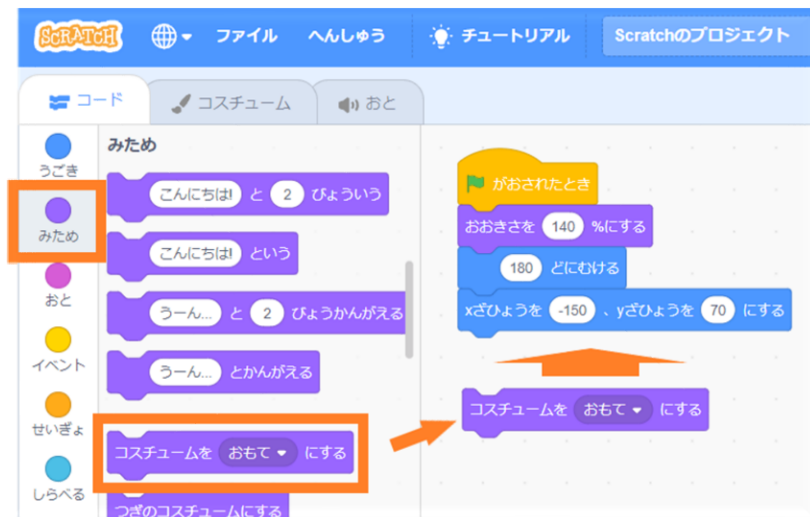 SCRATCH ファイル へんしゅう チュートリアル Scratchのプロジェクト
コード コスチューム おと
うごき
みため
おと
イベント
せいぎょ
しらべる
みため
こんにちは! と 2 びょういう
こんにちは! という
うーん... と 2 びょうかんがえる
うーん... とかんがえる
コスチュームを おもて にする
つぎのコスチュームにする
がおされたとき
おおきさを 140 %にする
180 どにむける
xざひょうを -150 、yざひょうを 70 にする
コスチュームを おもて にする